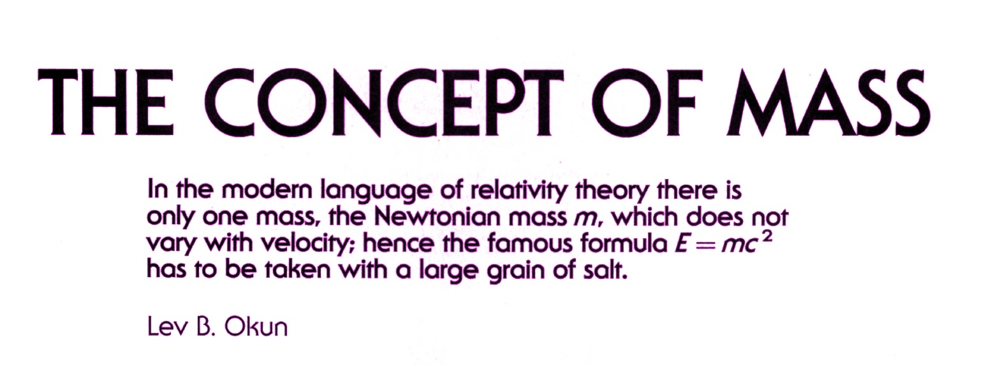 THE CONCEPT OF MASS
In the modern language of relativity theory there is
only one mass, the Newtonian mass m, which does not
vary with velocity; hence the famous formula E = mc²
has to be taken with a large grain of salt.
Lev B. Okun